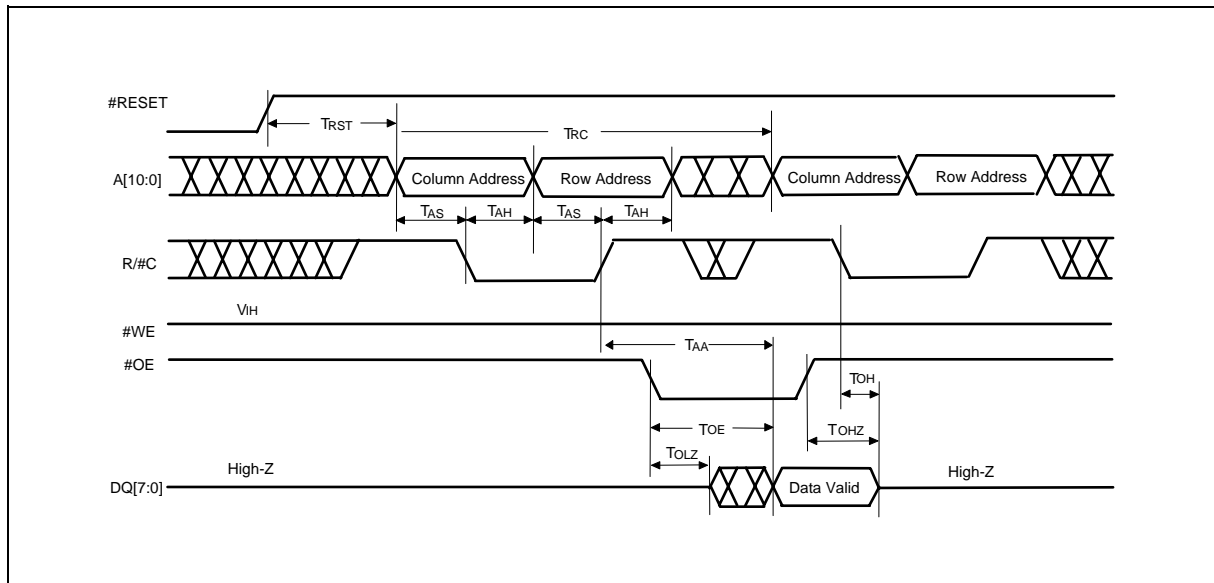 #RESET
TRST
TRC
A[10:0]
Column Address
Row Address
Column Address
Row Address
TAS
TAH
TAS
TAH
R/#C
VIH
#WE
TAA
#OE
TOH
TOE
TOHZ
TOLZ
High-Z
High-Z
DQ[7:0]
Data Valid